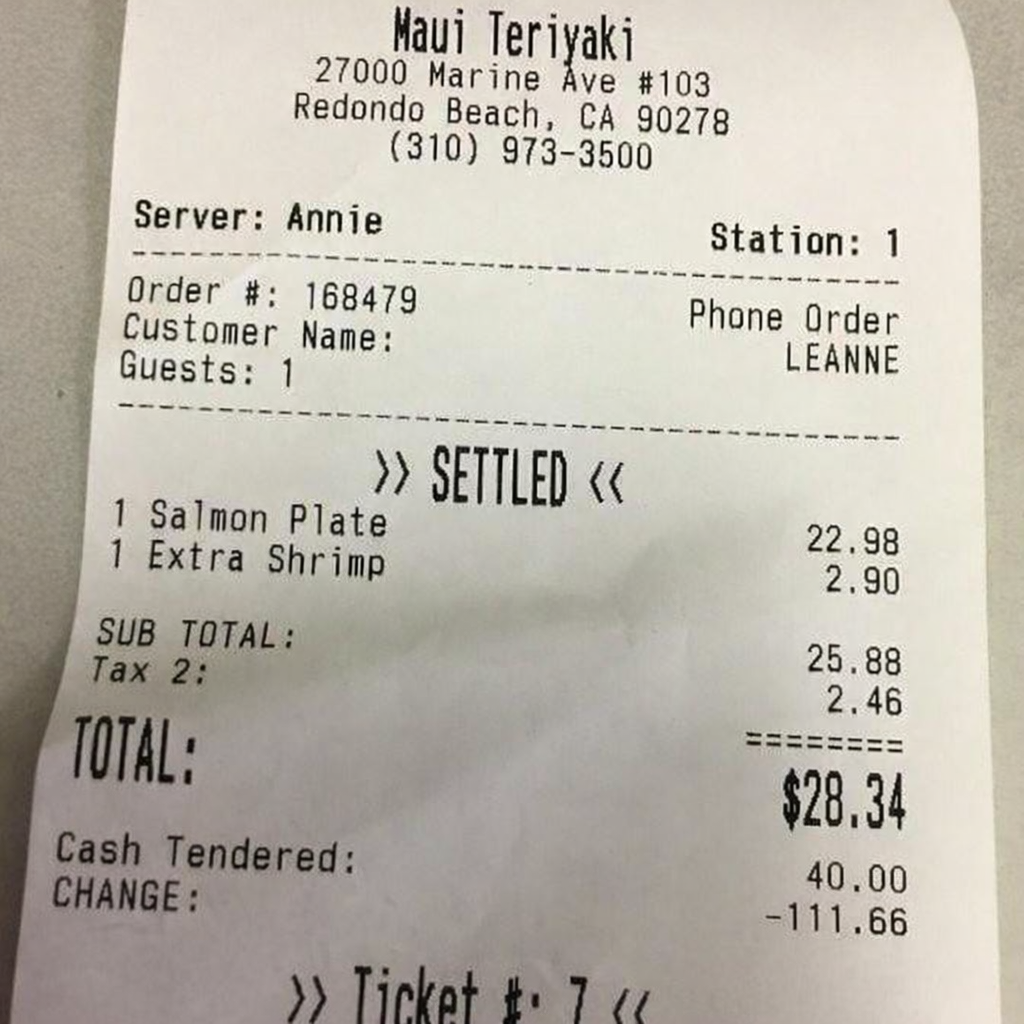 Maui Teriyaki
27000 Marine Ave #103
Redondo Beach, CA 90278
(310) 973-3500
Server: Annie Station: 1
Order #: 168479 Phone Order
Customer Name: LEANNE
Guests: 1
>> SETTLED <<
1 Salmon Plate 22.98
1 Extra Shrimp 2.90
SUB TOTAL: 25.88
Tax 2: 2.46
========
TOTAL: $28.34
Cash Tendered: 40.00
CHANGE: -111.66
>> Ticket #: 7 <<